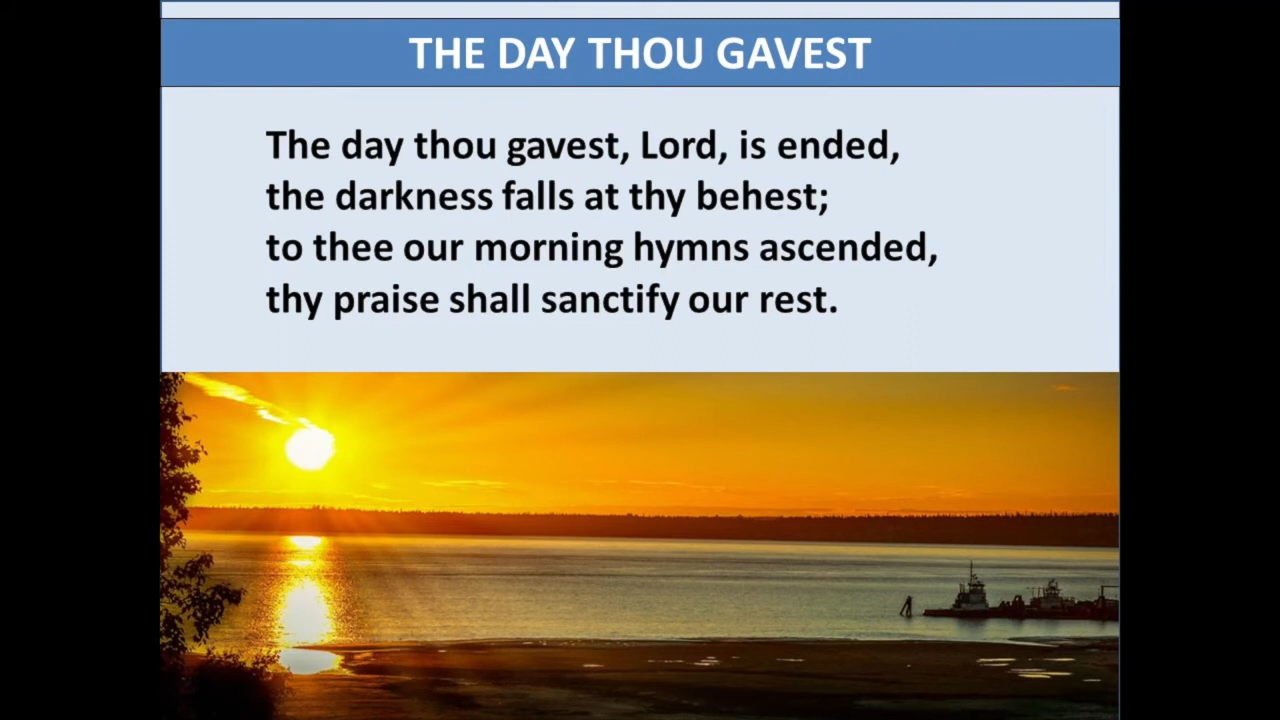 THE DAY THOU GAVEST
The day thou gavest, Lord, is ended,
the darkness falls at thy behest;
to thee our morning hymns ascended,
thy praise shall sanctify our rest.